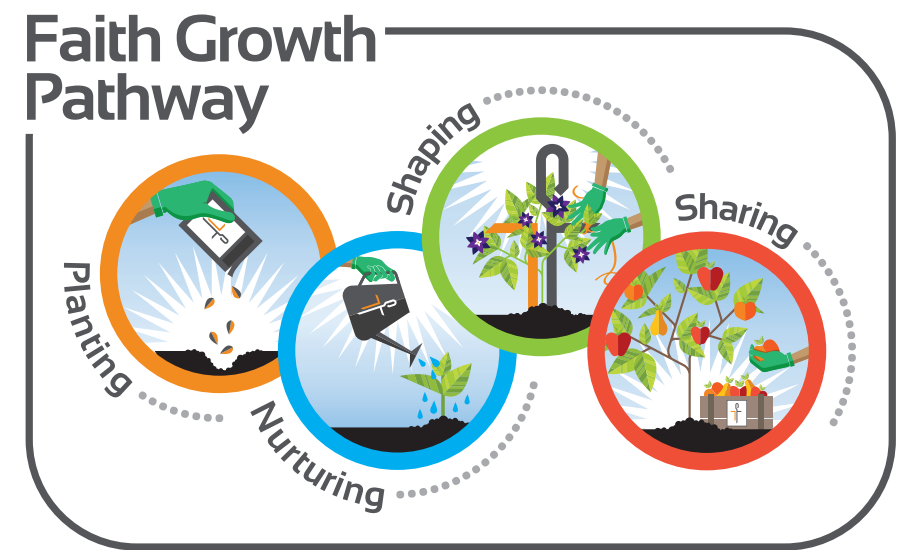 Faith Growth
Pathway
Planting
Nurturing
Shaping
Sharing